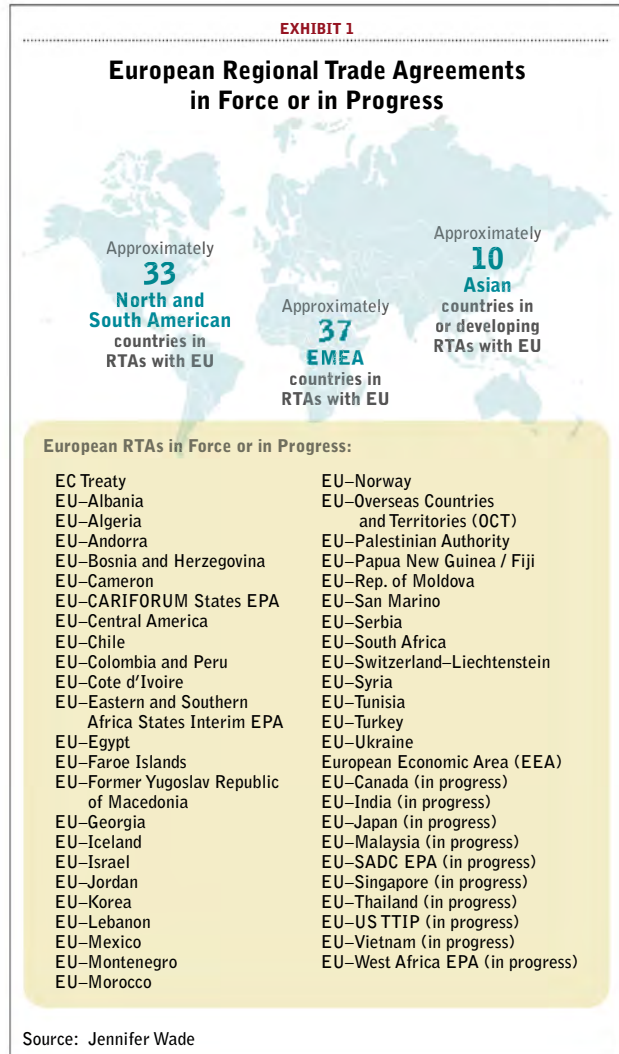 EXHIBIT 1
European Regional Trade Agreements
in Force or in Progress
Approximately
33
North and
South American
countries in
RTAs with EU
Approximately
37
EMEA
countries in
RTAs with EU
Approximately
10
Asian
countries in
or developing
RTAs with EU
European RTAs in Force or in Progress:
EC Treaty
EU–Albania
EU–Algeria
EU–Andorra
EU–Bosnia and Herzegovina
EU–Cameron
EU–CARIFORUM States EPA
EU–Central America
EU–Chile
EU–Colombia and Peru
EU–Cote d'Ivoire
EU–Eastern and Southern
Africa States Interim EPA
EU–Egypt
EU–Faroe Islands
EU–Former Yugoslav Republic
of Macedonia
EU–Georgia
EU–Iceland
EU–Israel
EU–Jordan
EU–Korea
EU–Lebanon
EU–Mexico
EU–Montenegro
EU–Morocco
EU–Norway
EU–Overseas Countries
and Territories (OCT)
EU–Palestinian Authority
EU–Papua New Guinea / Fiji
EU–Rep. of Moldova
EU–San Marino
EU–Serbia
EU–South Africa
EU–Switzerland–Liechtenstein
EU–Syria
EU–Tunisia
EU–Turkey
EU–Ukraine
European Economic Area (EEA)
EU–Canada (in progress)
EU–India (in progress)
EU–Japan (in progress)
EU–Malaysia (in progress)
EU–SADC EPA (in progress)
EU–Singapore (in progress)
EU–Thailand (in progress)
EU–US TTIP (in progress)
EU–Vietnam (in progress)
EU–West Africa EPA (in progress)
Source: Jennifer Wade